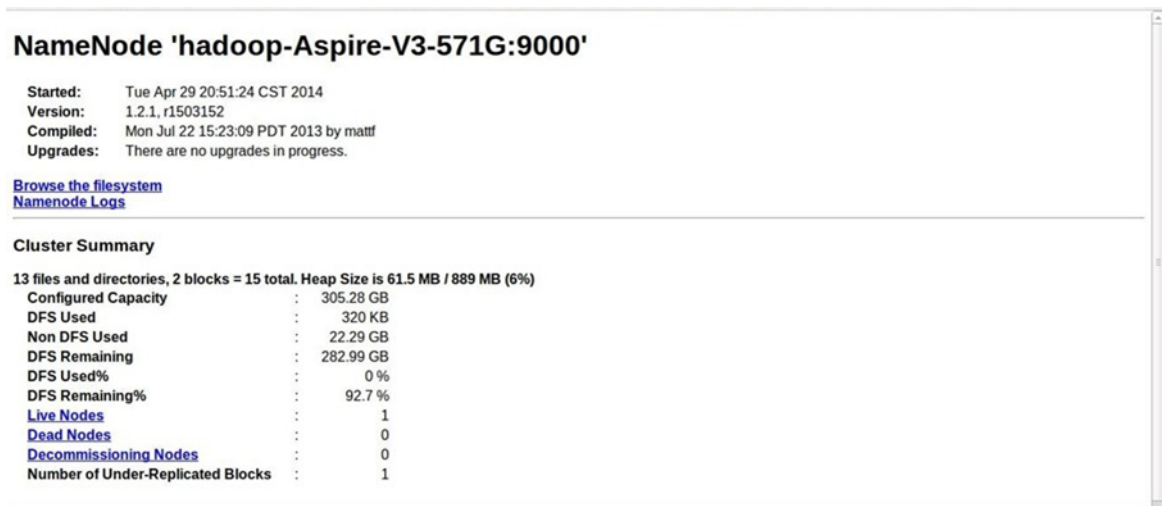 NameNode 'hadoop-Aspire-V3-571G:9000'
Started: Tue Apr 29 20:51:24 CST 2014
Version: 1.2.1, r1503152
Compiled: Mon Jul 22 15:23:09 PDT 2013 by mattf
Upgrades: There are no upgrades in progress.
Browse the filesystem
Namenode Logs
Cluster Summary
13 files and directories, 2 blocks = 15 total. Heap Size is 61.5 MB / 889 MB (6%)
Configured Capacity : 305.28 GB
DFS Used : 320 KB
Non DFS Used : 22.29 GB
DFS Remaining : 282.99 GB
DFS Used% : 0 %
DFS Remaining% : 92.7 %
Live Nodes : 1
Dead Nodes : 0
Decommissioning Nodes : 0
Number of Under-Replicated Blocks : 1